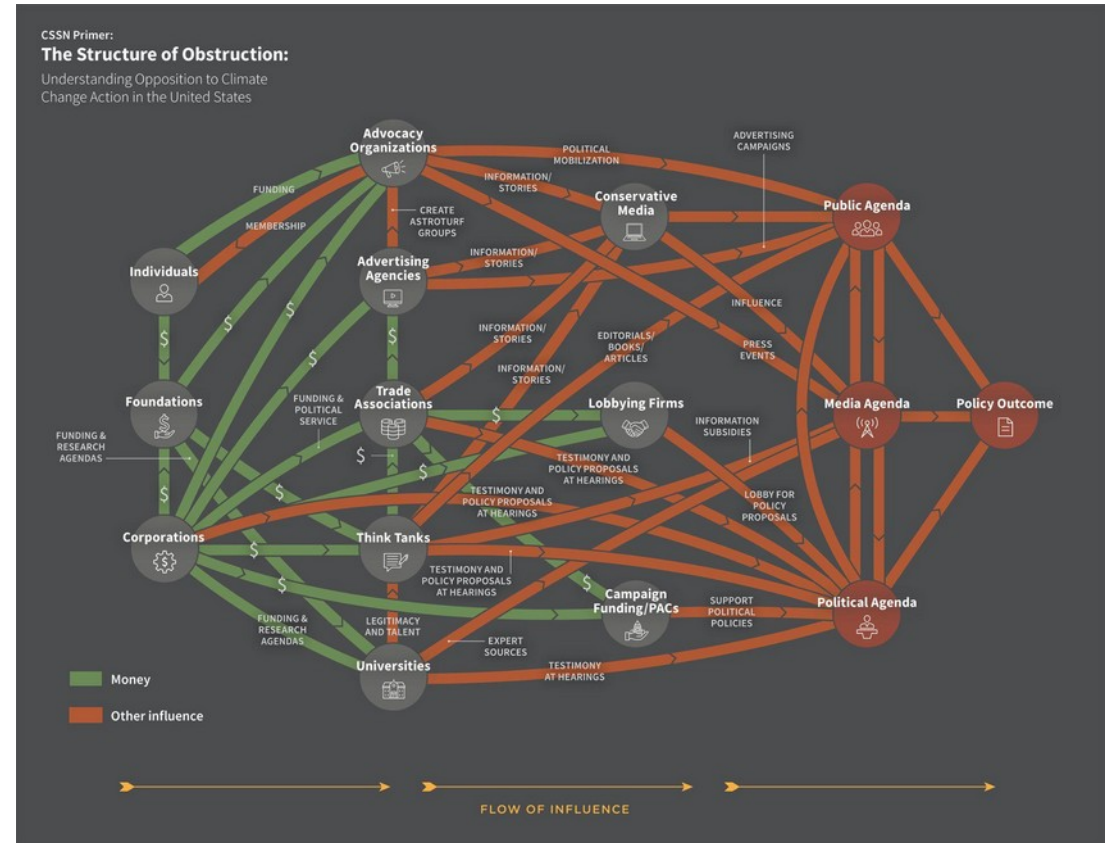 CSSN Primer:
The Structure of Obstruction:
Understanding Opposition to Climate
Change Action in the United States
Advocacy
Organizations
POLITICAL
MOBILIZATION
ADVERTISING
CAMPAIGNS
FUNDING
INFORMATION/
STORIES
Conservative
Media
Public Agenda
MEMBERSHIP
CREATE
ASTROTURF
GROUPS
Individuals
Advertising
Agencies
INFORMATION/
STORIES
$
$
$
$
INFLUENCE
INFORMATION/
STORIES
EDITORIALS/
BOOKS/
ARTICLES
PRESS
EVENTS
$
$
INFORMATION/
STORIES
Foundations
$
FUNDING &
POLITICAL
SERVICE
Trade
Associations
$
Lobbying Firms
Media Agenda
Policy Outcome
FUNDING &
RESEARCH
AGENDAS
INFORMATION
SUBSIDIES
$
$
TESTIMONY AND
POLICY PROPOSALS
AT HEARINGS
$
$
TESTIMONY AND
POLICY PROPOSALS
AT HEARINGS
LOBBY FOR
POLICY
PROPOSALS
Corporations
$
$
Think Tanks
TESTIMONY AND
POLICY PROPOSALS
AT HEARINGS
$
$
Campaign
Funding/PACs
SUPPORT
POLITICAL
POLICIES
Political Agenda
FUNDING &
RESEARCH
AGENDAS
LEGITIMACY
AND TALENT
EXPERT
SOURCES
Universities
TESTIMONY
AT HEARINGS
Money
Other influence
FLOW OF INFLUENCE